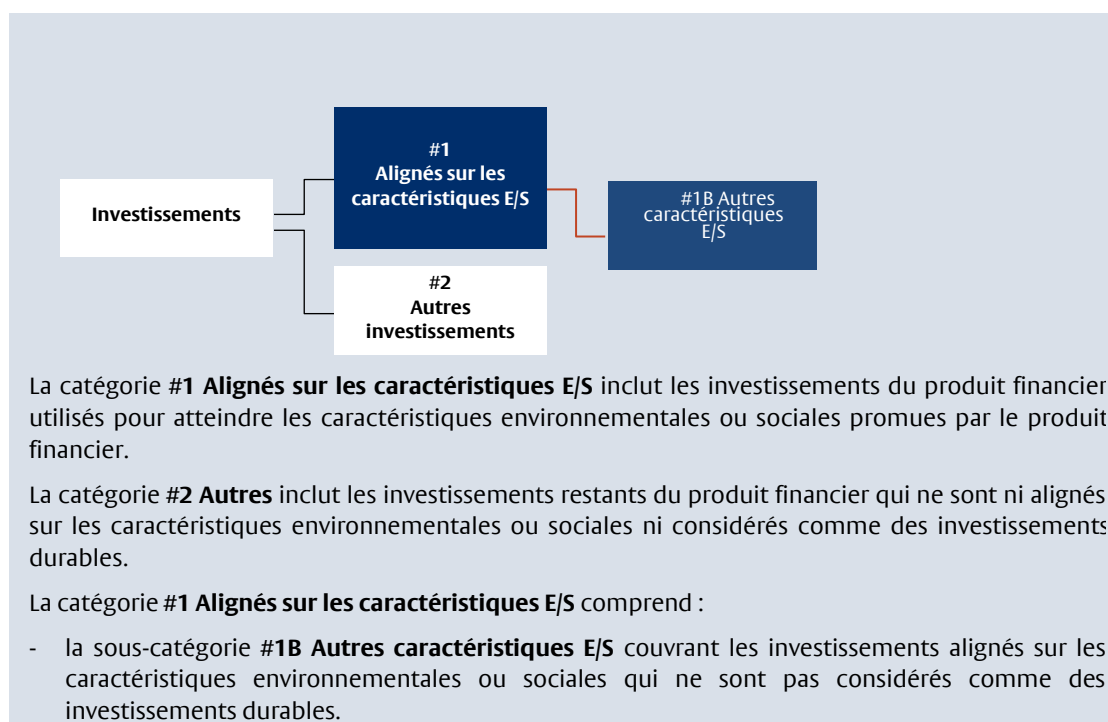 #1
Alignés sur les
caractéristiques E/S
Investissements
#1B Autres
caractéristiques
E/S
#2
Autres
investissements
La catégorie #1 Alignés sur les caractéristiques E/S inclut les investissements du produit financier
utilisés pour atteindre les caractéristiques environnementales ou sociales promues par le produit
financier.
La catégorie #2 Autres inclut les investissements restants du produit financier qui ne sont ni alignés
sur les caractéristiques environnementales ou sociales ni considérés comme des investissements
durables.
La catégorie #1 Alignés sur les caractéristiques E/S comprend :
- la sous-catégorie #1B Autres caractéristiques E/S couvrant les investissements alignés sur les
caractéristiques environnementales ou sociales qui ne sont pas considérés comme des
investissements durables.